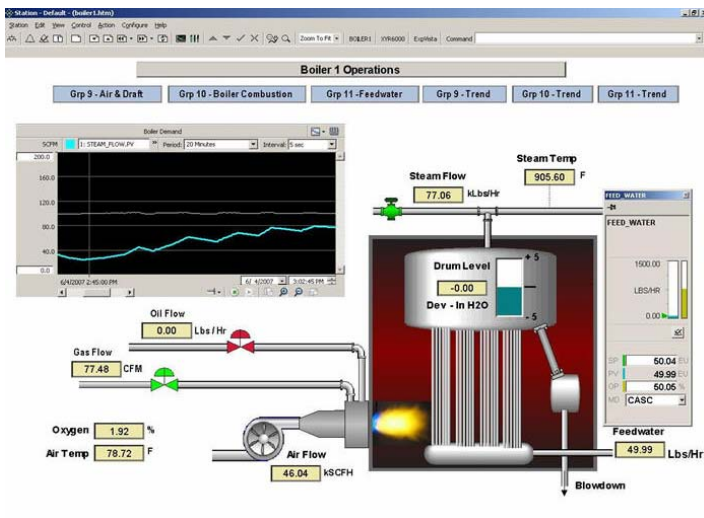 Station - Default - (boiler1.htm)
Station Edit View Control Action Configure Help
Zoom To Fit BOILER1 XYR6000 ExpVista Command
Boiler 1 Operations
Grp 9 - Air & Draft
Grp 10 - Boiler Combustion
Grp 11 -Feedwater
Grp 9 - Trend
Grp 10 - Trend
Grp 11 - Trend
Boiler Demand
SCFM 1: STEAM_FLOW.PV Period: 20 Minutes Interval: 5 sec
200.0
160.0
120.0
80.0
40.0
0.0
6/4/2007 2:45:00 PM
6/ 4/2007 3:02:45 PM
Steam Temp
905.60 F
Steam Flow
77.06 kLbs/Hr
Drum Level
-0.00
Dev - In H2O
+ 5
- 5
FEED_WATER
FEED_WATER
1500.00
LBS/HR
0.00
SP 50.04 EU
PV 49.99 EU
OP 50.05 %
MD CASC
Oil Flow
0.00 Lbs / Hr
Gas Flow
77.48 CFM
Oxygen 1.92 %
Air Temp 78.72 F
Air Flow
46.04 kSCFH
Feedwater
49.99 Lbs/Hr
Blowdown